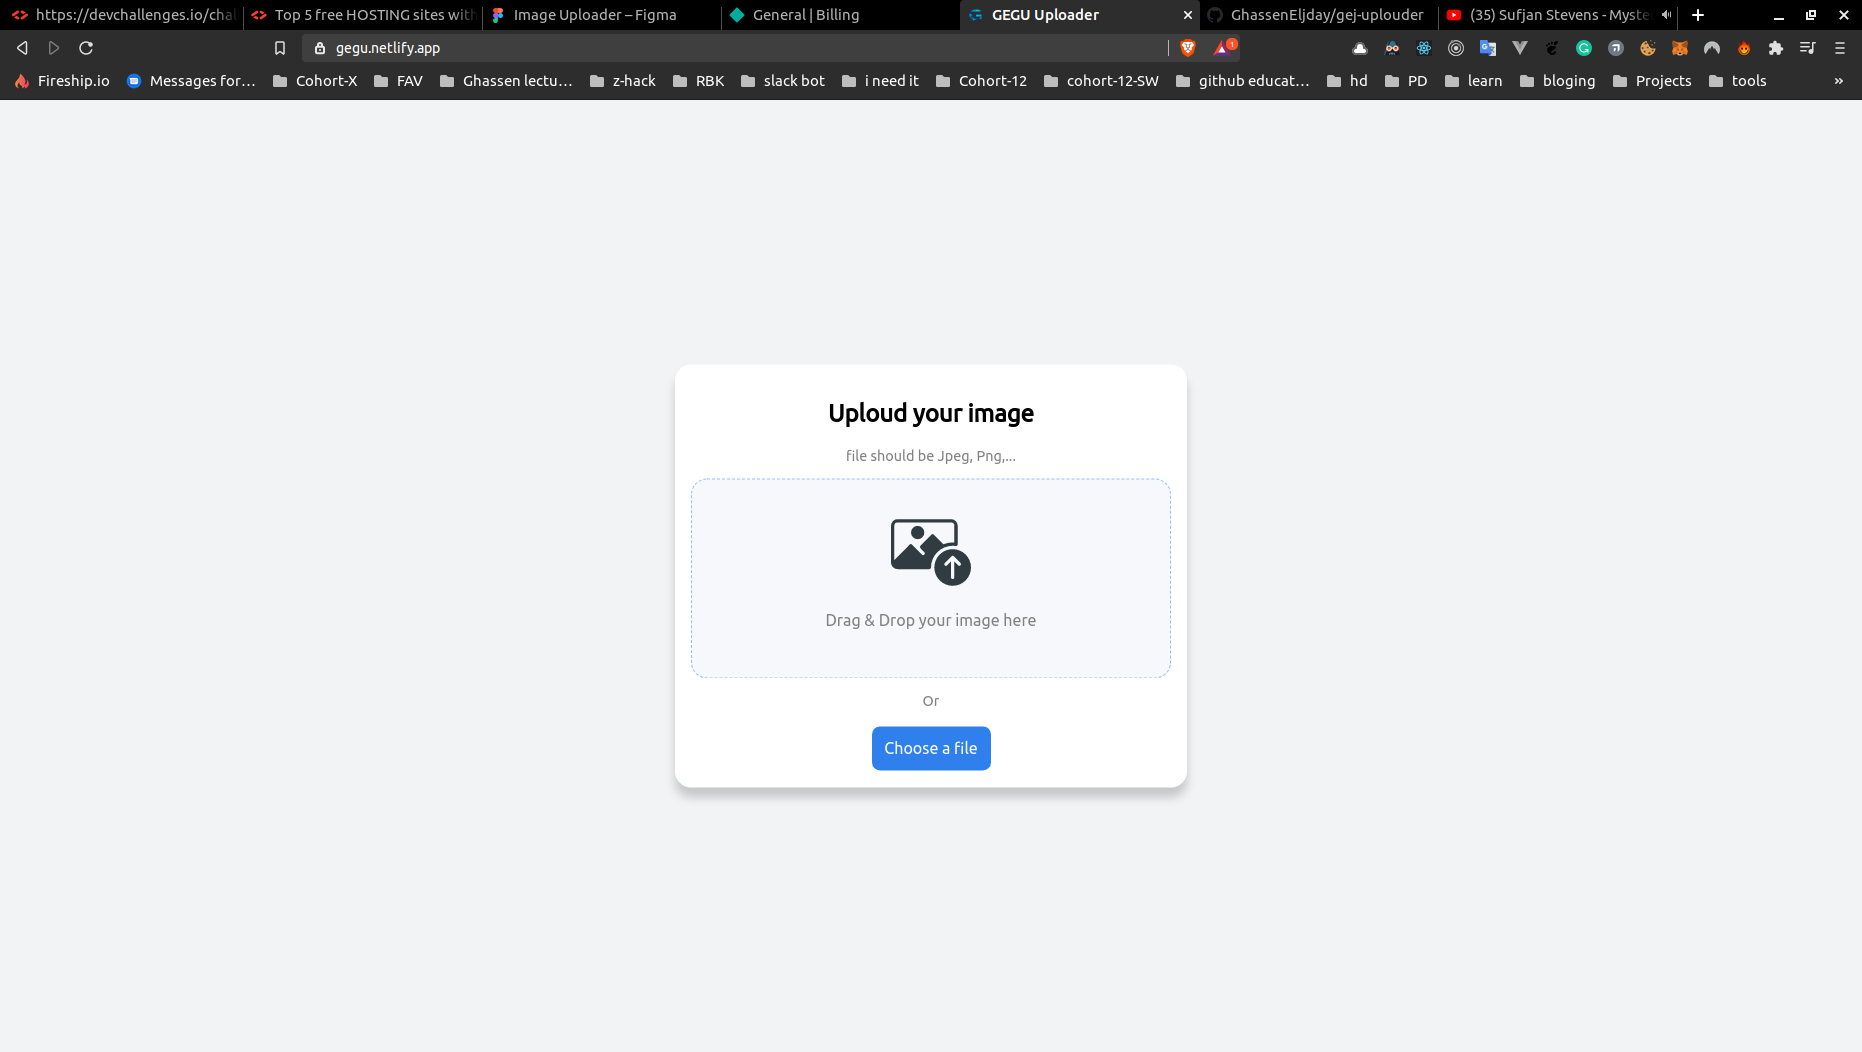 https://devchallenges.io/chal
Top 5 free HOSTING sites with
Image Uploader – Figma
General | Billing
GEGU Uploader
GhassenEljday/gej-uplouder
(35) Sufjan Stevens - Myste
gegu.netlify.app
1
Fireship.io
Messages for…
Cohort-X
FAV
Ghassen lectu…
z-hack
RBK
slack bot
i need it
Cohort-12
cohort-12-SW
github educat…
hd
PD
learn
bloging
Projects
tools
»
Uploud your image
file should be Jpeg, Png,...
Drag & Drop your image here
Or
Choose a file